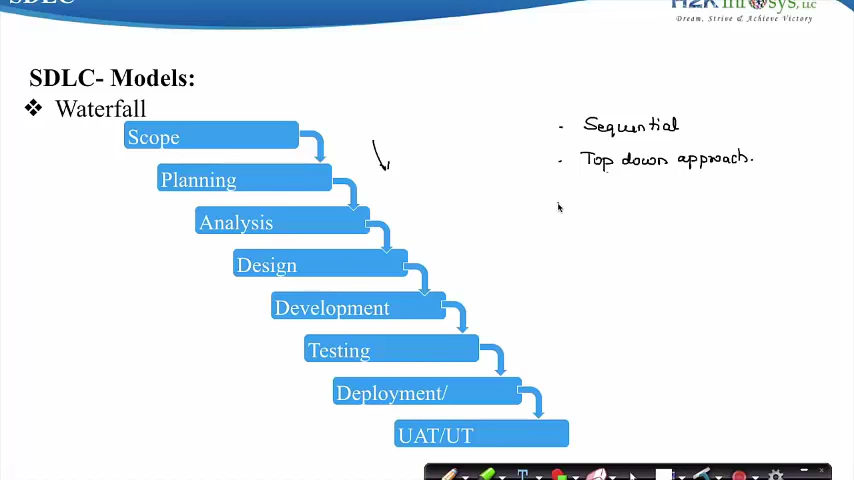 SDLC
H2K Infosys, LLC
Dream, Strive & Achieve Victory
SDLC- Models:
❖ Waterfall
Scope
Planning
Analysis
Design
Development
Testing
Deployment/
UAT/UT
- Sequential
- Top down approach.